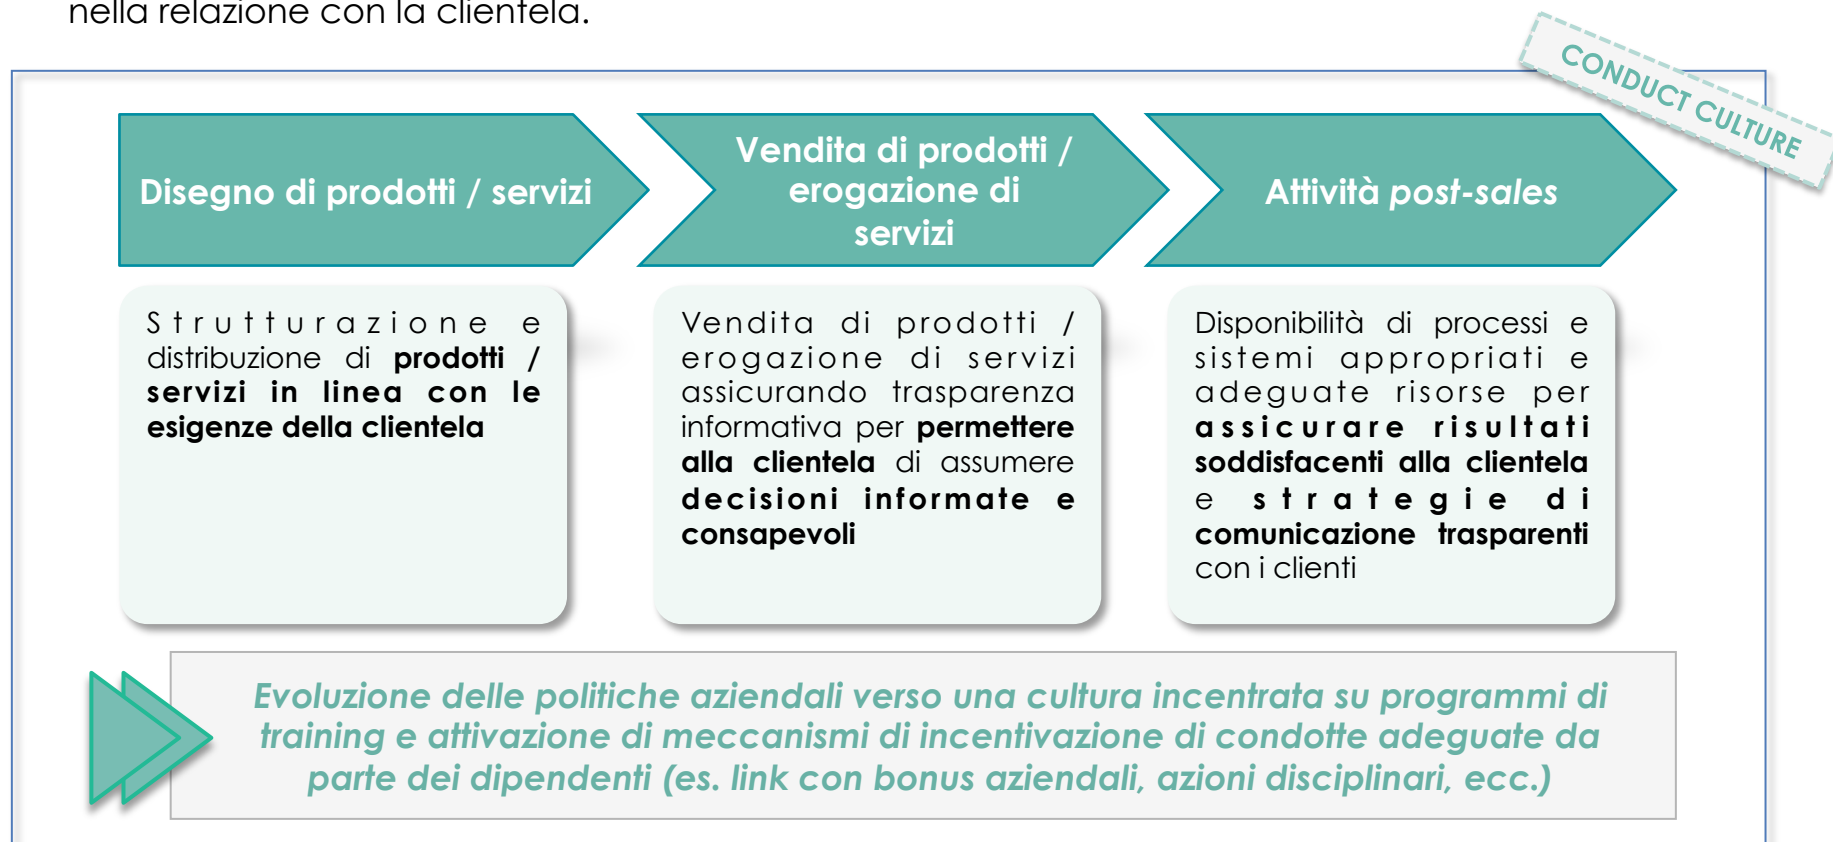 nella relazione con la clientela.
CONDUCT CULTURE
Disegno di prodotti / servizi
Vendita di prodotti /
erogazione di
servizi
Attività post-sales
Strutturazione e
distribuzione di prodotti /
servizi in linea con le
esigenze della clientela
Vendita di prodotti /
erogazione di servizi
assicurando trasparenza
informativa per permettere
alla clientela di assumere
decisioni informate e
consapevoli
Disponibilità di processi e
sistemi appropriati e
adeguate risorse per
assicurare risultati
soddisfacenti alla clientela
e strategie di
comunicazione trasparenti
con i clienti
Evoluzione delle politiche aziendali verso una cultura incentrata su programmi di
training e attivazione di meccanismi di incentivazione di condotte adeguate da
parte dei dipendenti (es. link con bonus aziendali, azioni disciplinari, ecc.)